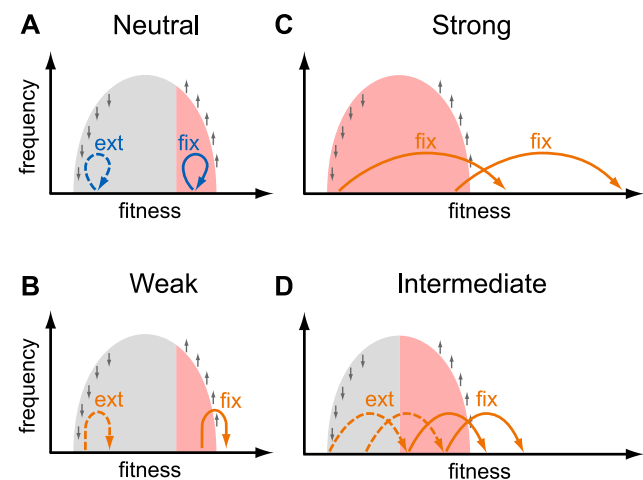 A
Neutral
frequency
ext
fix
fitness
C
Strong
fix
fix
fitness
B
Weak
frequency
ext
fix
fitness
D
Intermediate
ext
fix
fitness